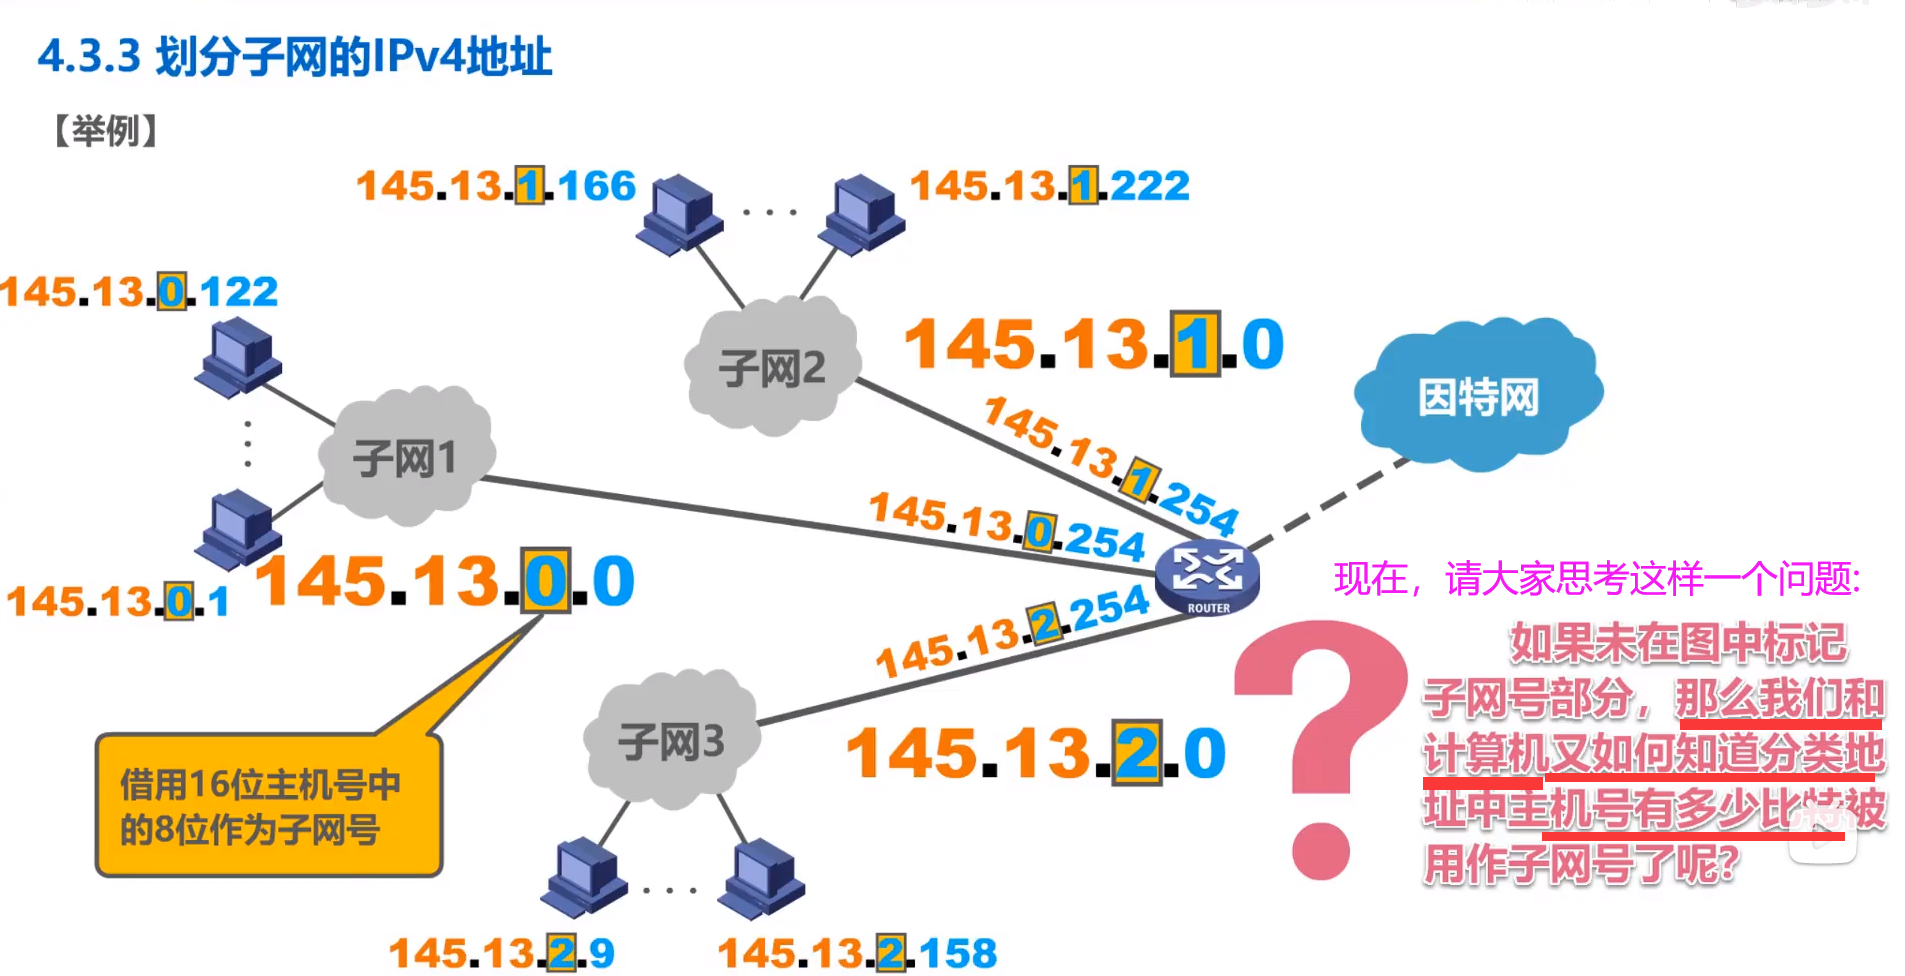 4.3.3 划分子网的IPv4地址
【举例】
145.13.1.166
145.13.1.222
145.13.0.122
子网2
145.13.1.0
因特网
子网1
145.13.1.254
145.13.0.254
145.13.0.1
145.13.0.0
ROUTER
145.13.2.254
现在，请大家思考这样一个问题:
如果未在图中标记
子网号部分，那么我们和
计算机又如何知道分类地
址中主机号有多少比特被
用作子网号了呢?
子网3
145.13.2.0
借用16位主机号中
的8位作为子网号
145.13.2.9
145.13.2.158